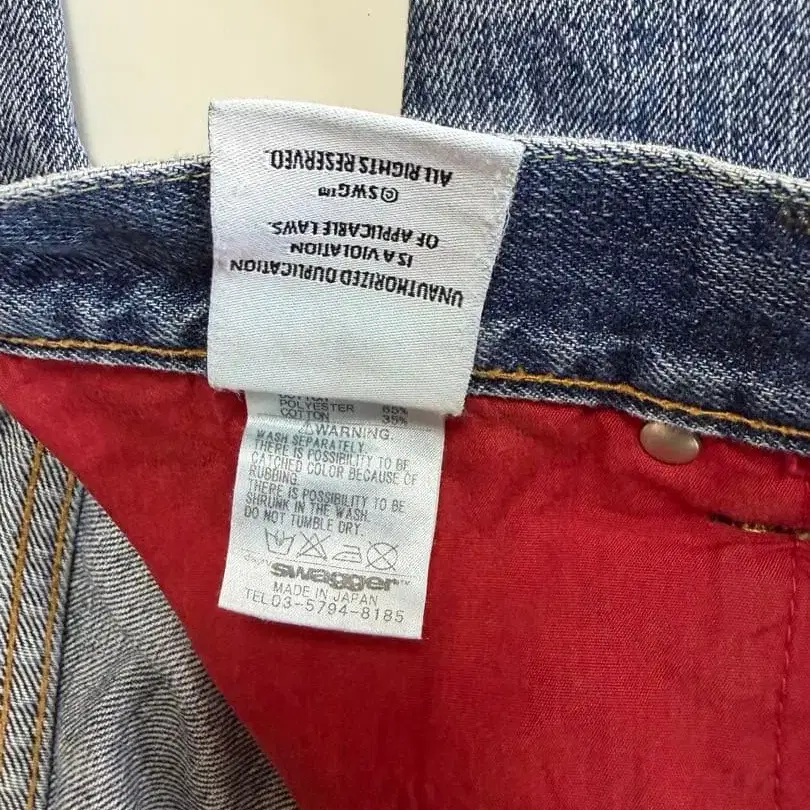 UNAUTHORIZED DUPLICATION
IS A VIOLATION
OF APPLICABLE LAWS.
©SWG™
ALL RIGHTS RESERVED.
POLYESTER 65%
COTTON 35%
⚠WARNING.
WASH SEPARATELY.
THERE IS POSSIBILITY TO BE
CATCHED COLOR BECAUSE OF
RUBBING.
THERE IS POSSIBILITY TO BE
SHRUNK IN THE WASH.
DO NOT TUMBLE DRY.
swagger™
MADE IN JAPAN
TEL03-5794-8185